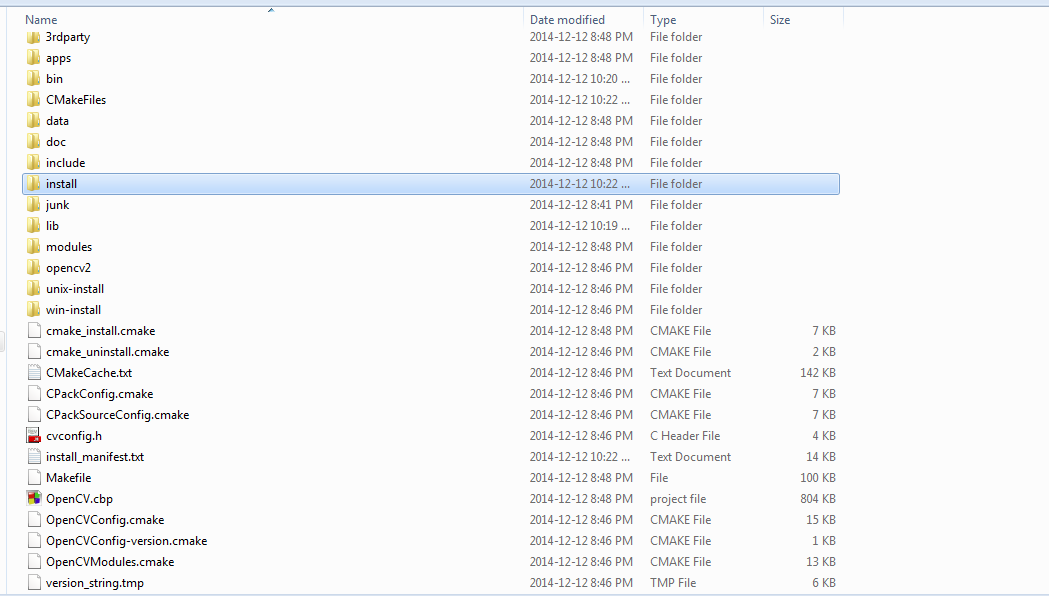 Name Date modified Type Size
3rdparty 2014-12-12 8:48 PM File folder
apps 2014-12-12 8:48 PM File folder
bin 2014-12-12 10:20 ... File folder
CMakeFiles 2014-12-12 10:22 ... File folder
data 2014-12-12 8:48 PM File folder
doc 2014-12-12 8:48 PM File folder
include 2014-12-12 8:48 PM File folder
install 2014-12-12 10:22 ... File folder
junk 2014-12-12 8:41 PM File folder
lib 2014-12-12 10:19 ... File folder
modules 2014-12-12 8:48 PM File folder
opencv2 2014-12-12 8:46 PM File folder
unix-install 2014-12-12 8:46 PM File folder
win-install 2014-12-12 8:46 PM File folder
cmake_install.cmake 2014-12-12 8:48 PM CMAKE File 7 KB
cmake_uninstall.cmake 2014-12-12 8:46 PM CMAKE File 2 KB
CMakeCache.txt 2014-12-12 8:46 PM Text Document 142 KB
CPackConfig.cmake 2014-12-12 8:46 PM CMAKE File 7 KB
CPackSourceConfig.cmake 2014-12-12 8:46 PM CMAKE File 7 KB
cvconfig.h 2014-12-12 8:46 PM C Header File 4 KB
install_manifest.txt 2014-12-12 10:22 ... Text Document 14 KB
Makefile 2014-12-12 8:48 PM File 100 KB
OpenCV.cbp 2014-12-12 8:48 PM project file 804 KB
OpenCVConfig.cmake 2014-12-12 8:46 PM CMAKE File 15 KB
OpenCVConfig-version.cmake 2014-12-12 8:46 PM CMAKE File 1 KB
OpenCVModules.cmake 2014-12-12 8:46 PM CMAKE File 13 KB
version_string.tmp 2014-12-12 8:46 PM TMP File 6 KB